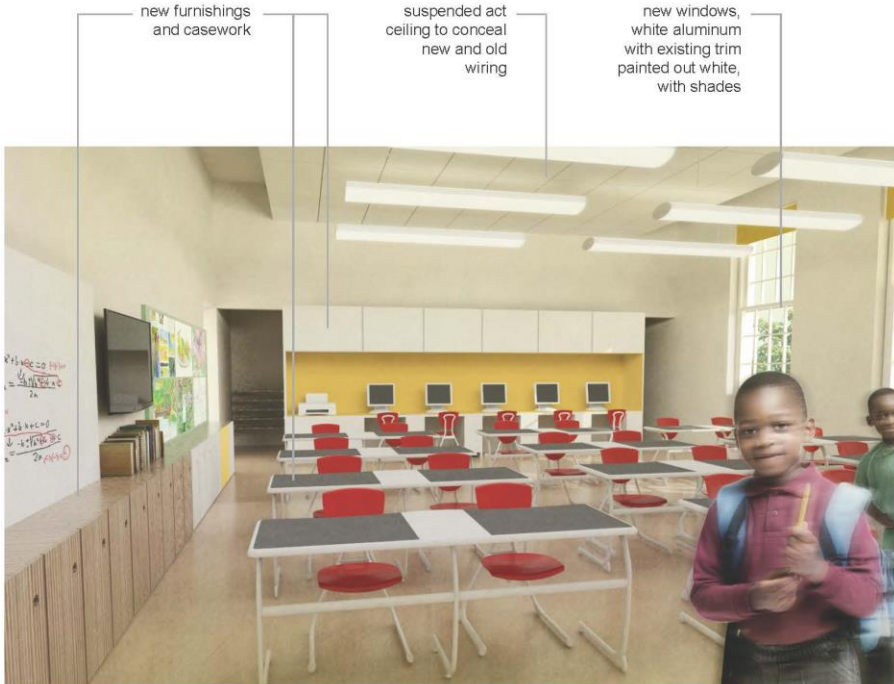 new furnishings
and casework
suspended act
ceiling to conceal
new and old
wiring
new windows,
white aluminum
with existing trim
painted out white,
with shades